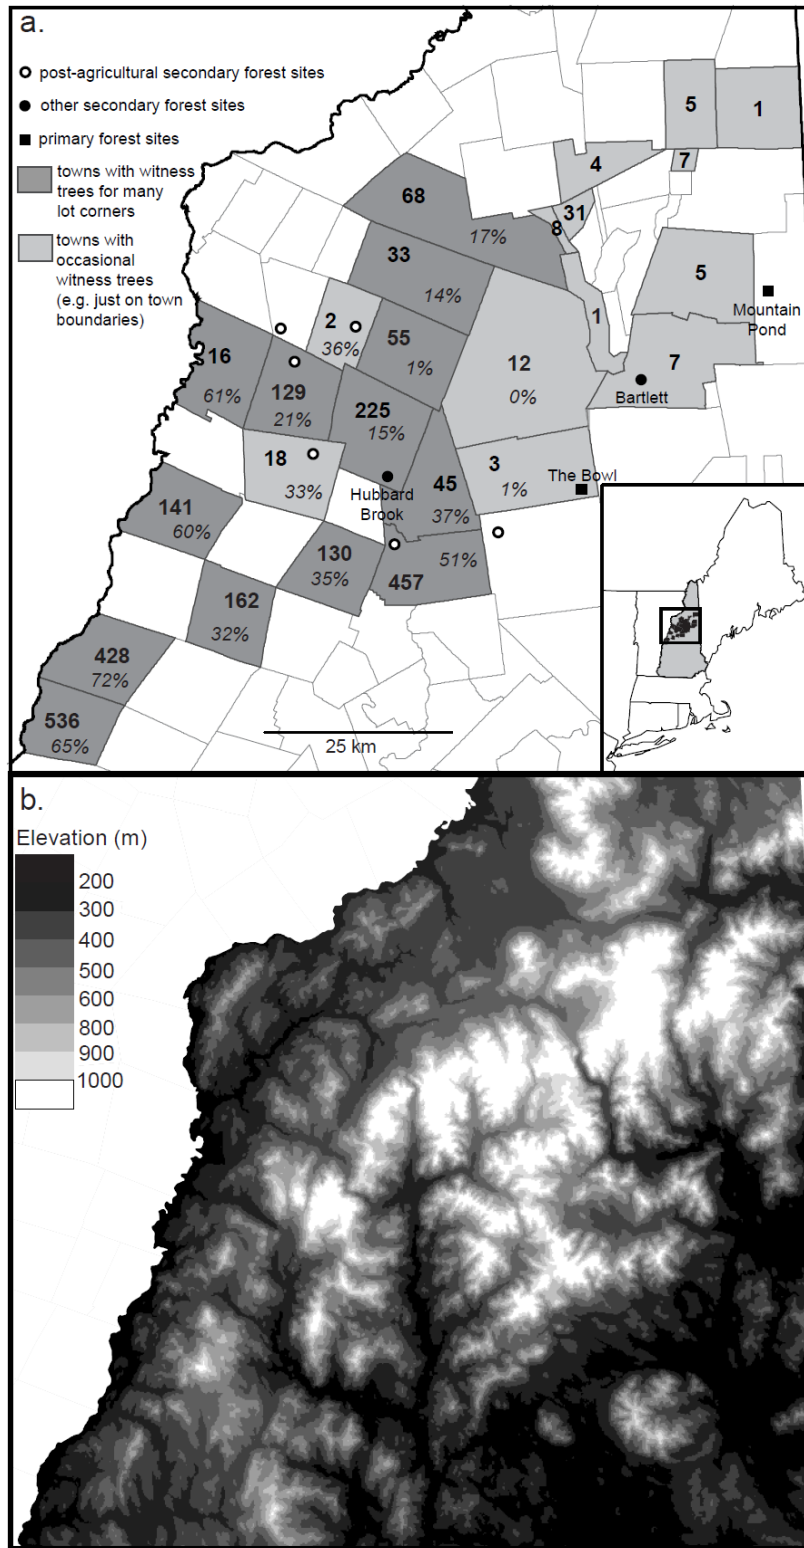 a.
post-agricultural secondary forest sites
other secondary forest sites
primary forest sites
towns with witness
trees for many
lot corners
towns with
occasional
witness trees
(e.g. just on town
boundaries)
5
1
4
7
68
31
8
17%
33
5
14%
Mountain
Pond
2
1
36%
55
16
12
7
1%
129
61%
0%
Bartlett
21%
225
15%
18
3
The Bowl
33%
Hubbard
Brook
45
1%
141
37%
60%
130
51%
35%
457
162
32%
428
72%
536
25 km
65%
b.
Elevation (m)
200
300
400
500
600
800
900
1000